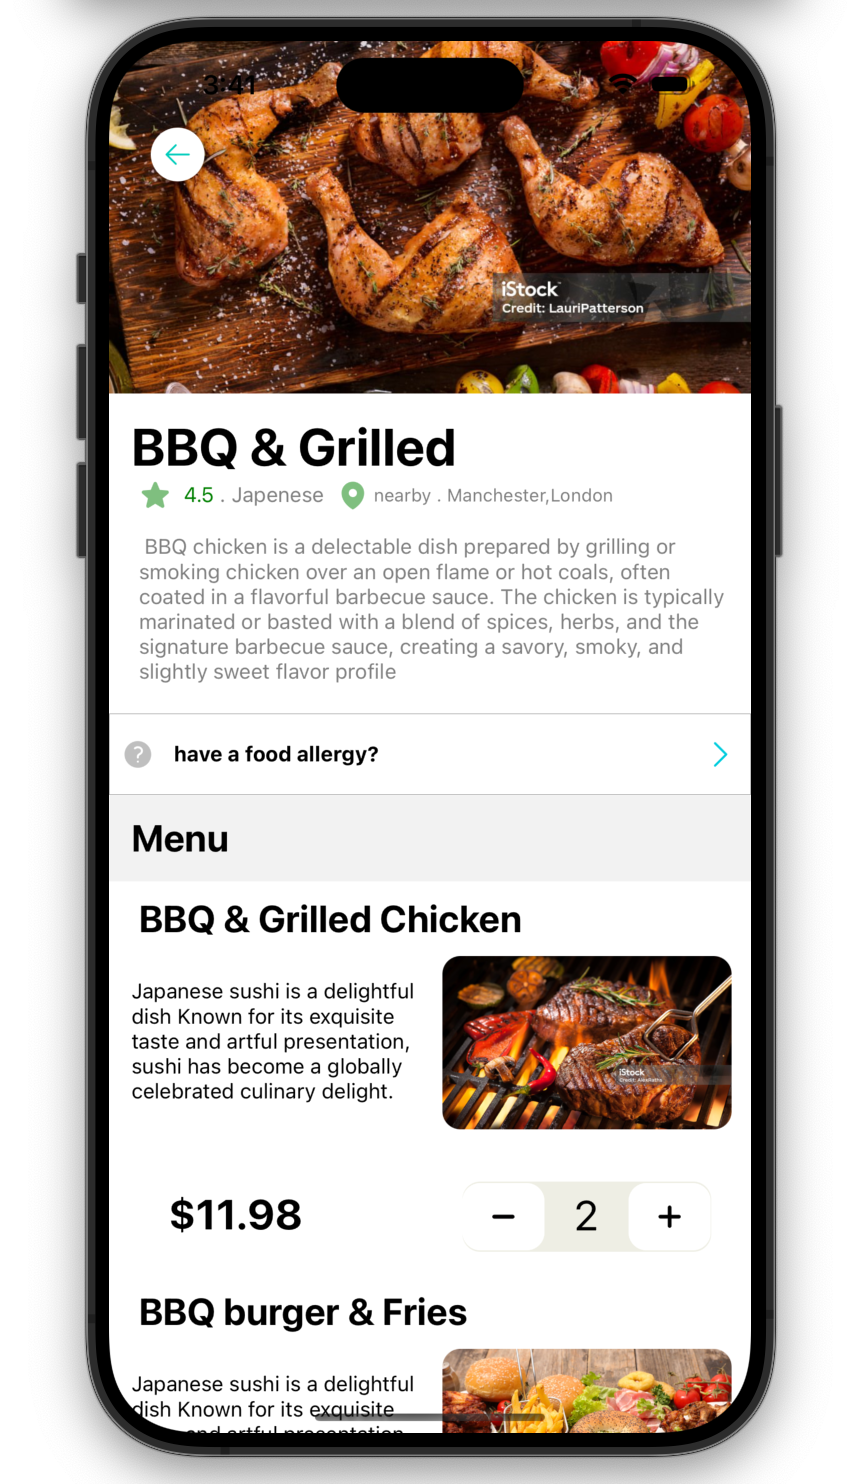 3:41
iStock
Credit: LauriPatterson
BBQ & Grilled
4.5 . Japenese nearby . Manchester,London
BBQ chicken is a delectable dish prepared by grilling or
smoking chicken over an open flame or hot coals, often
coated in a flavorful barbecue sauce. The chicken is typically
marinated or basted with a blend of spices, herbs, and the
signature barbecue sauce, creating a savory, smoky, and
slightly sweet flavor profile
? have a food allergy?
Menu
BBQ & Grilled Chicken
Japanese sushi is a delightful
dish Known for its exquisite
taste and artful presentation,
sushi has become a globally
celebrated culinary delight.
iStock
$11.98
− 2 +
BBQ burger & Fries
Japanese sushi is a delightful
dish Known for its exquisite
and artful presentation